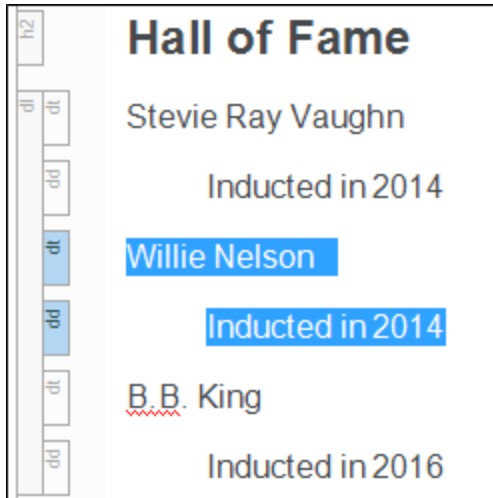 h2
Hall of Fame
dl
dt
Stevie Ray Vaughn
dd
Inducted in 2014
dt
Willie Nelson
dd
Inducted in 2014
dt
B.B. King
dd
Inducted in 2016